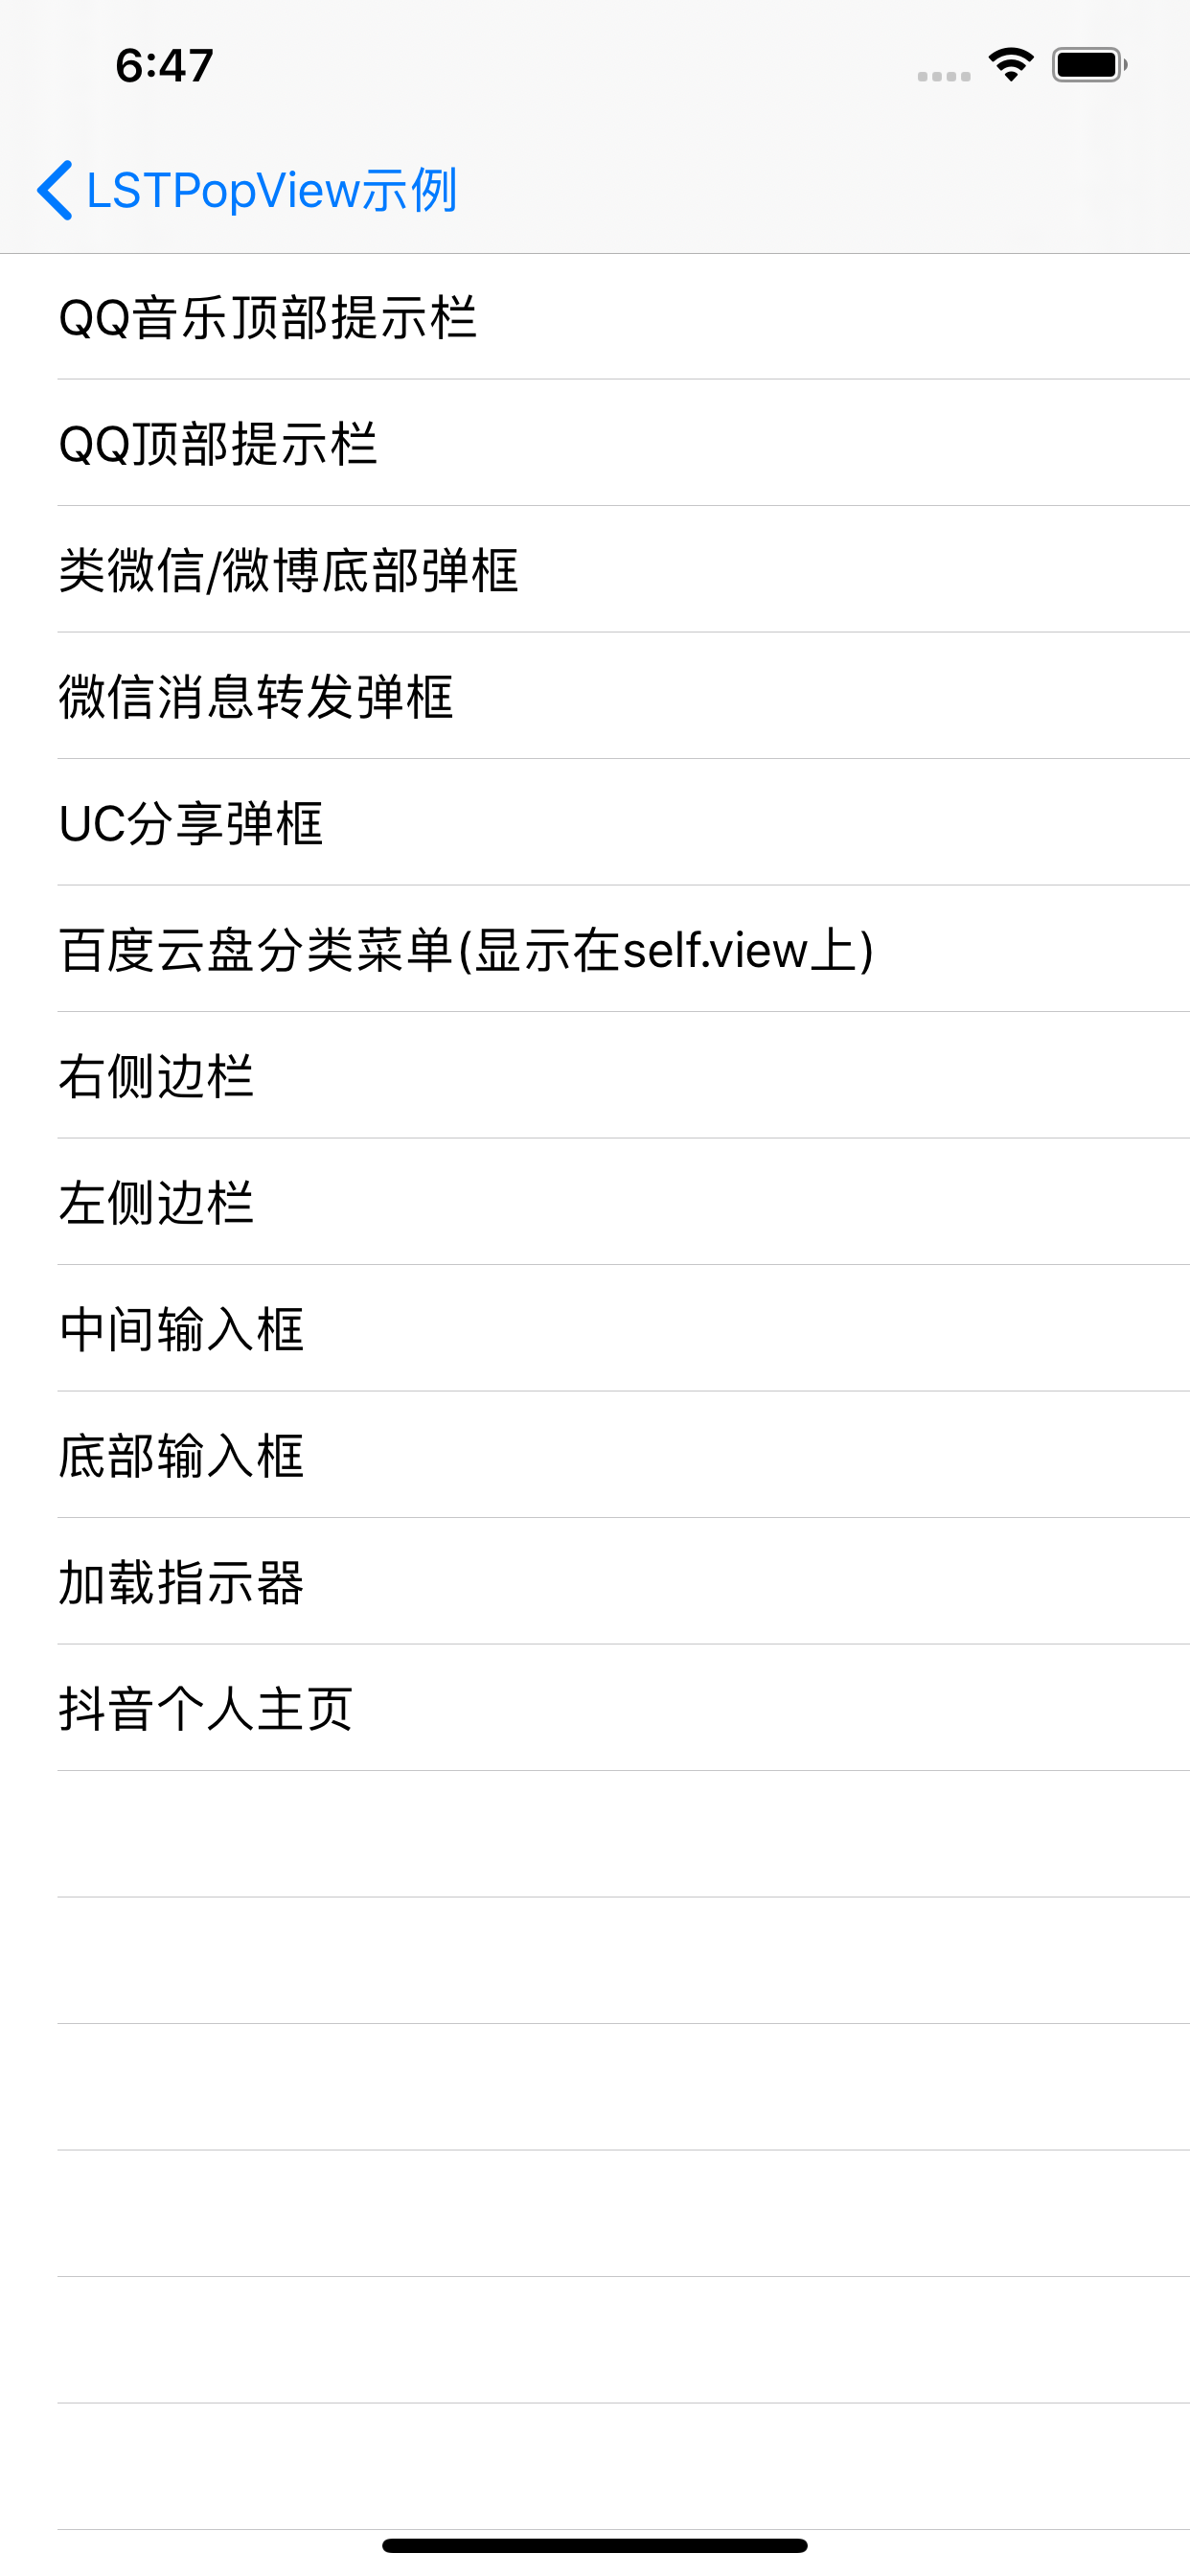 6:47
LSTPopView示例
QQ音乐顶部提示栏
QQ顶部提示栏
类微信/微博底部弹框
微信消息转发弹框
UC分享弹框
百度云盘分类菜单(显示在self.view上)
右侧边栏
左侧边栏
中间输入框
底部输入框
加载指示器
抖音个人主页